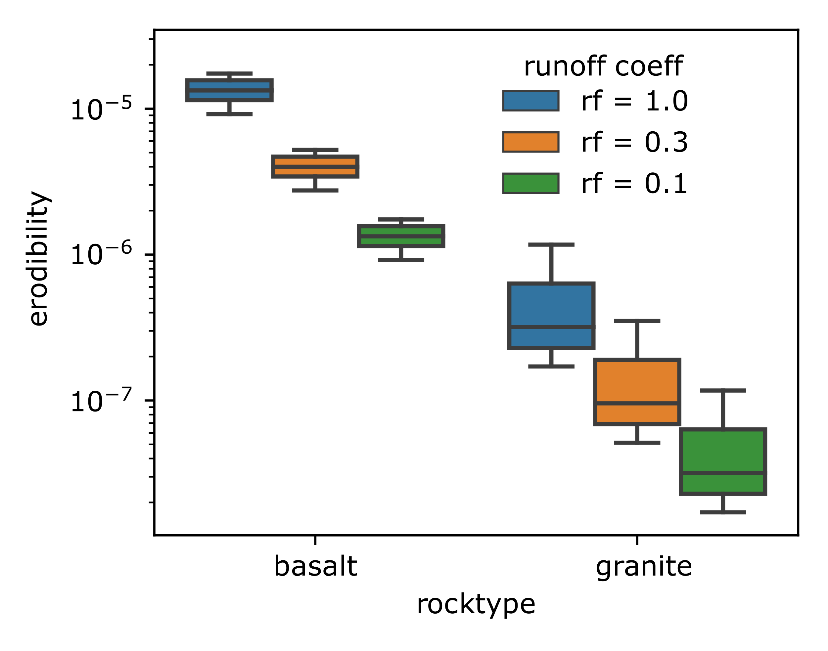 runoff coeff
rf = 1.0
rf = 0.3
rf = 0.1
10⁻⁵
10⁻⁶
10⁻⁷
erodibility
basalt granite
rocktype